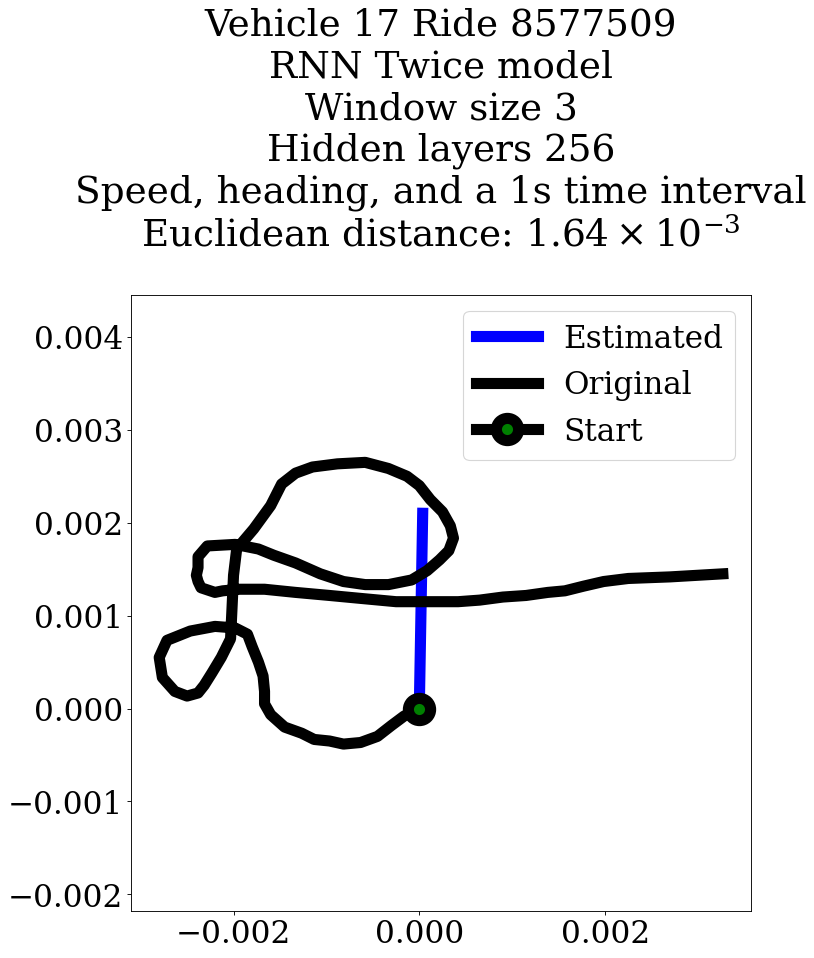 Vehicle 17 Ride 8577509
RNN Twice model
Window size 3
Hidden layers 256
Speed, heading, and a 1s time interval
Euclidean distance: 1.64 × 10⁻³
Estimated
Original
Start
0.004
0.003
0.002
0.001
0.000
−0.001
−0.002
−0.002 0.000 0.002